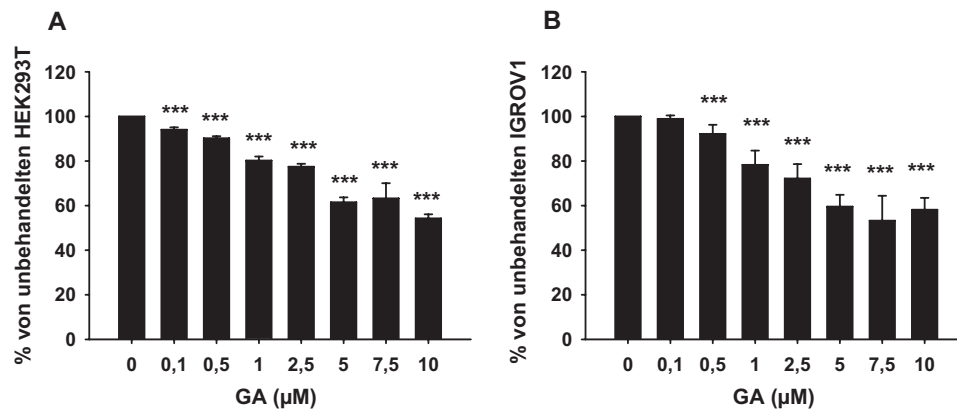 A
% von unbehandelten HEK293T
120
100
80
60
40
20
0
*** *** *** *** *** *** ***
0 0,1 0,5 1 2,5 5 7,5 10
GA (µM)
B
% von unbehandelten IGROV1
120
100
80
60
40
20
0
*** *** *** *** *** ***
0 0,1 0,5 1 2,5 5 7,5 10
GA (µM)